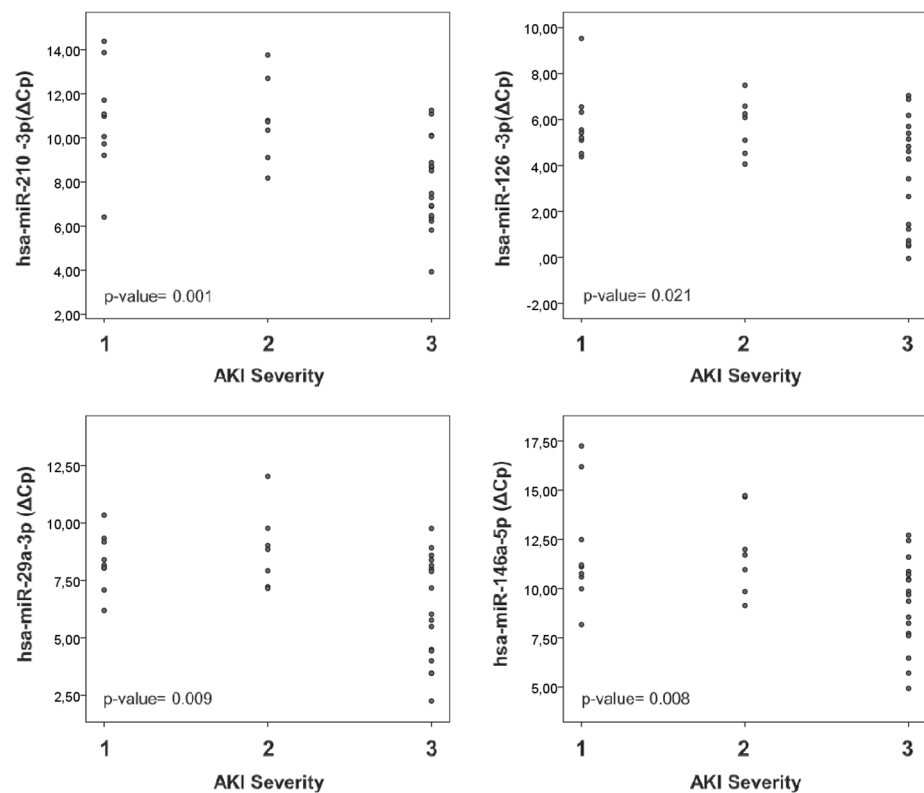 hsa-miR-210 -3p(ΔCp)
14,00
12,00
10,00
8,00
6,00
4,00
2,00
p-value= 0.001
1 2 3
AKI Severity
hsa-miR-126 -3p(ΔCp)
10,00
8,00
6,00
4,00
2,00
,00
-2,00
p-value= 0.021
1 2 3
AKI Severity
hsa-miR-29a-3p (ΔCp)
12,50
10,00
7,50
5,00
2,50
p-value= 0.009
1 2 3
AKI Severity
hsa-miR-146a-5p (ΔCp)
17,50
15,00
12,50
10,00
7,50
5,00
p-value= 0.008
1 2 3
AKI Severity